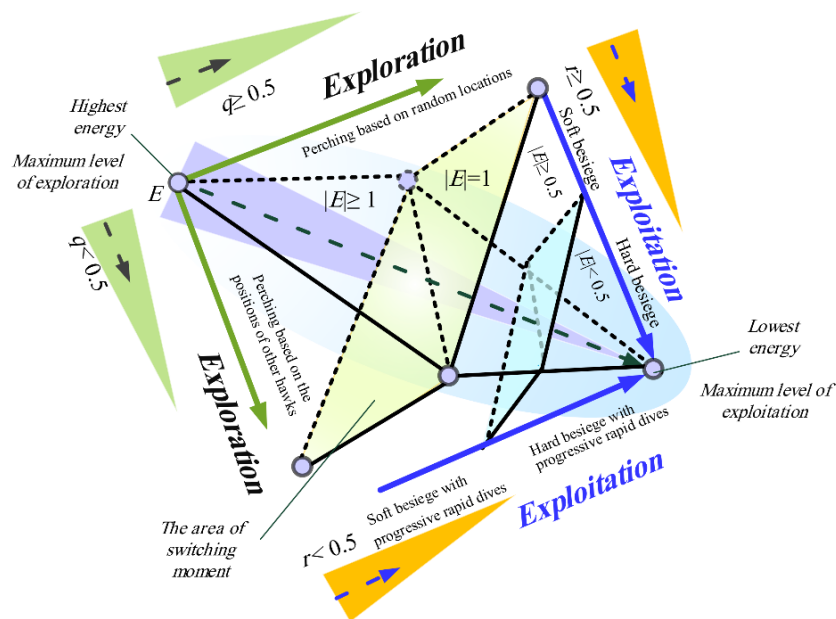 q≥ 0.5
Exploration
Perching based on random locations
r≥ 0.5
Highest
energy
Maximum level
of exploration
E
|E|≥ 1
|E|=1
|E|≥ 0.5
Soft besiege
Exploitation
|E|< 0.5
Hard besiege
q< 0.5
Perching based on the
positions of other hawks
Exploration
Lowest
energy
Maximum level of
exploitation
The area of
switching
moment
r< 0.5
Soft besiege with
progressive rapid dives
Hard besiege with
progressive rapid dives
Exploitation